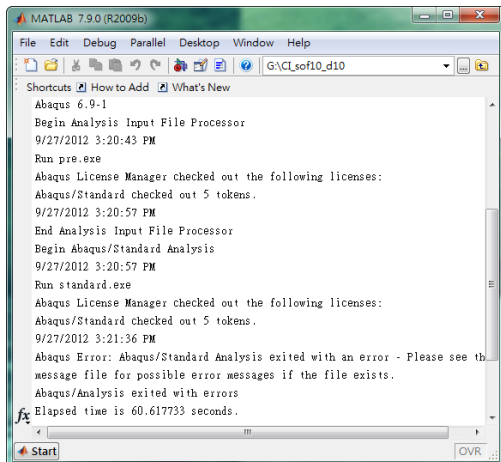 MATLAB 7.9.0 (R2009b)
File Edit Debug Parallel Desktop Window Help
G:\CI_sof10_d10
Shortcuts How to Add What's New
Abaqus 6.9-1
Begin Analysis Input File Processor
9/27/2012 3:20:43 PM
Run pre.exe
Abaqus License Manager checked out the following licenses:
Abaqus/Standard checked out 5 tokens.
9/27/2012 3:20:57 PM
End Analysis Input File Processor
Begin Abaqus/Standard Analysis
9/27/2012 3:20:57 PM
Run standard.exe
Abaqus License Manager checked out the following licenses:
Abaqus/Standard checked out 5 tokens.
9/27/2012 3:21:36 PM
Abaqus Error: Abaqus/Standard Analysis exited with an error - Please see th
message file for possible error messages if the file exists.
Abaqus/Analysis exited with errors
fx Elapsed time is 60.617733 seconds.
Start OVR